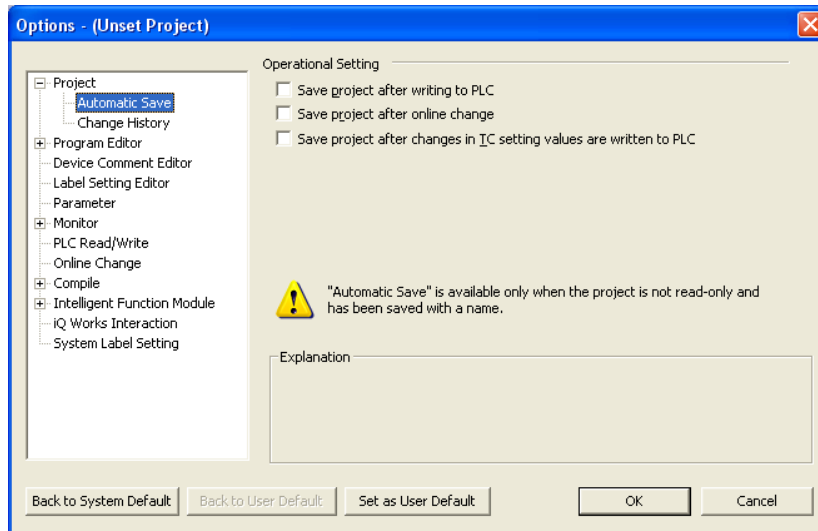 Options - (Unset Project)
Project
Automatic Save
Change History
Program Editor
Device Comment Editor
Label Setting Editor
Parameter
Monitor
PLC Read/Write
Online Change
Compile
Intelligent Function Module
iQ Works Interaction
System Label Setting
Operational Setting
Save project after writing to PLC
Save project after online change
Save project after changes in TC setting values are written to PLC
"Automatic Save" is available only when the project is not read-only and
has been saved with a name.
Explanation
Back to System Default
Back to User Default
Set as User Default
OK
Cancel